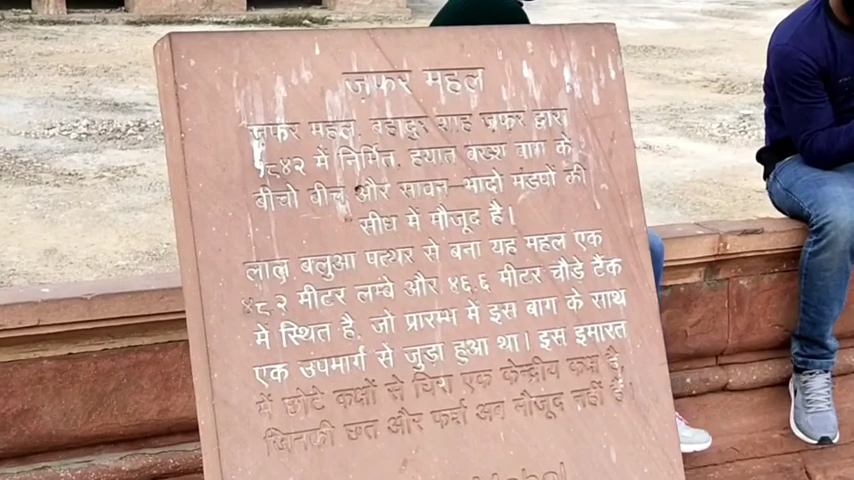 ज़फर महल
ज़फर महल, बहादुर शाह ज़फर द्वारा
१८४२ में निर्मित, हयात बख्श बाग के
बीचो बीच और सावन-भादो मंडपों की
सीध में मौजूद है।
लाल बलुआ पत्थर से बना यह महल एक
४८.२ मीटर लम्बे और ४६.६ मीटर चौड़े टैंक
में स्थित है, जो प्रारम्भ में इस बाग के साथ
एक उपमार्ग से जुड़ा हुआ था। इस इमारत
में छोटे कक्षों से घिरा एक केन्द्रीय कक्ष है,
जिनकी छत और फर्श अब मौजूद नहीं हैं।
Mahal